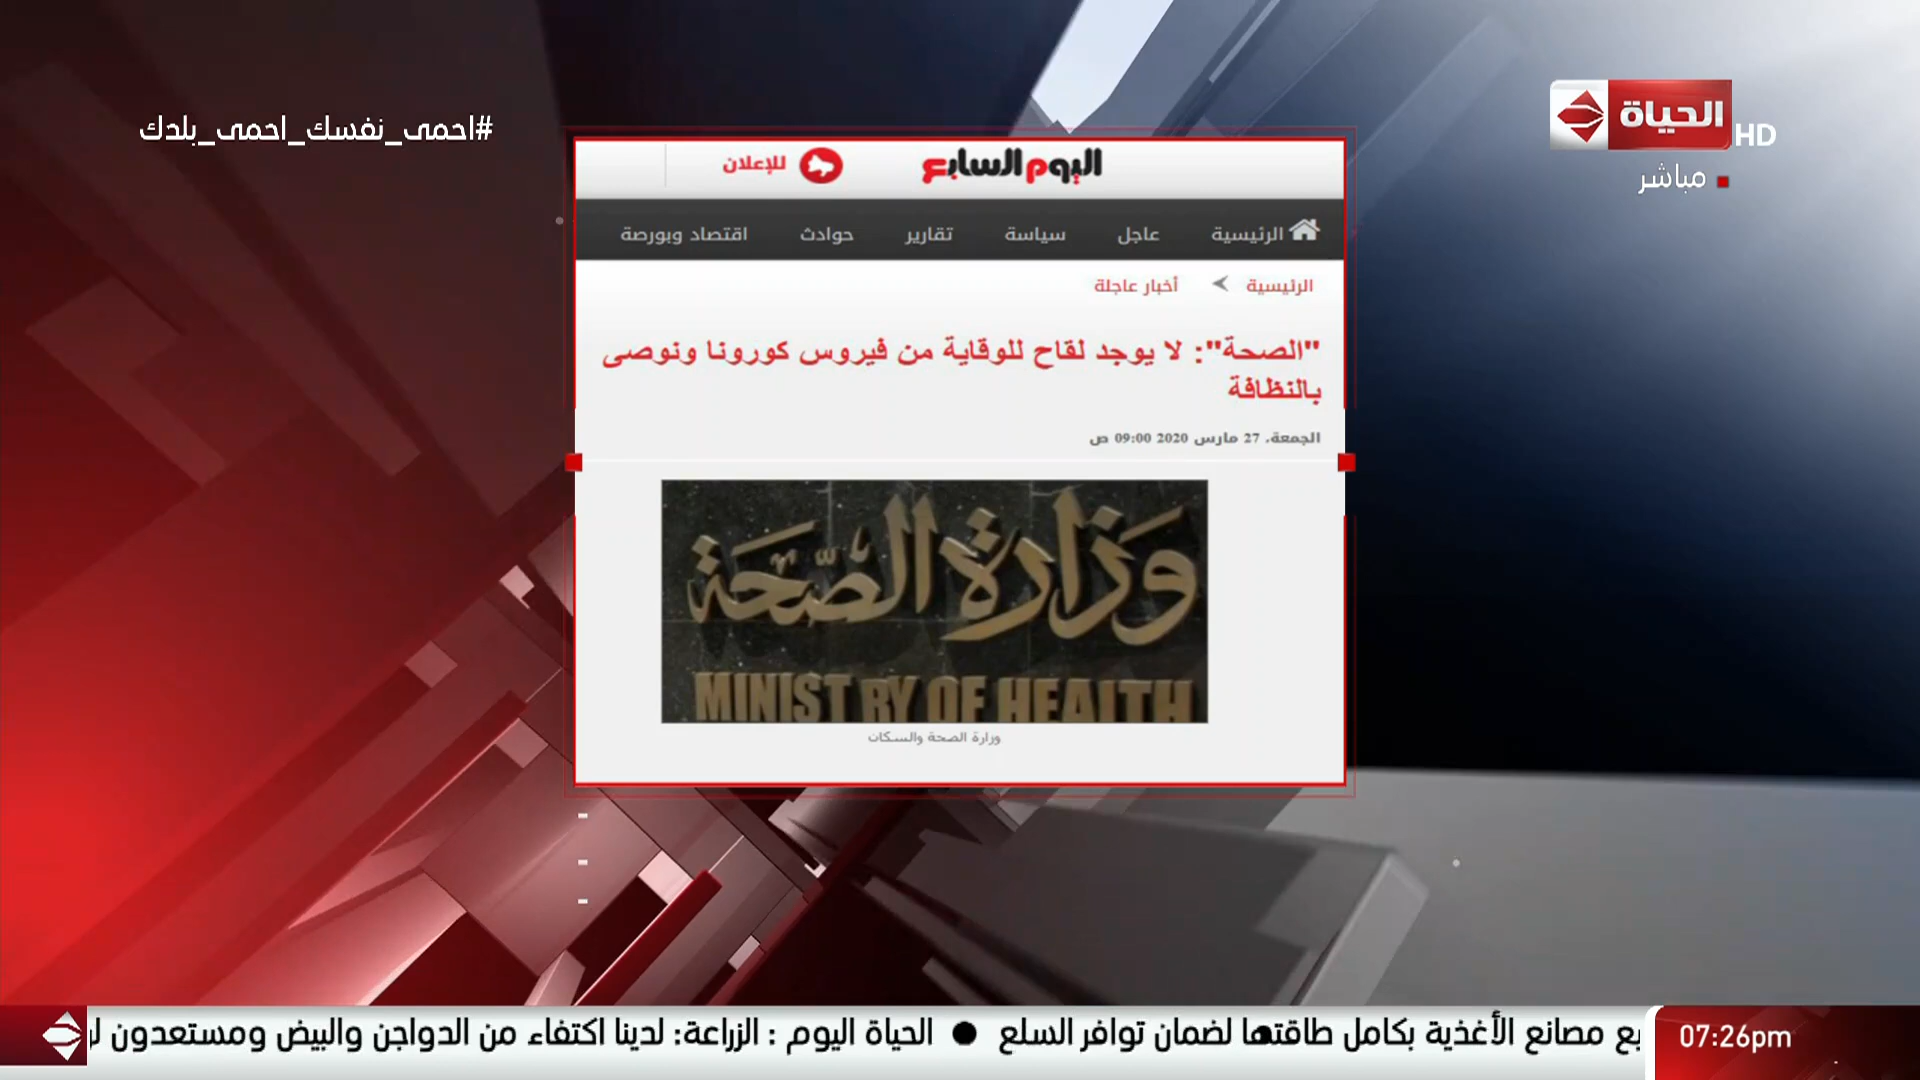 #احمى_نفسك_احمى_بلدك
الحياة HD
مباشر
اليوم السابع
للإعلان
الرئيسية عاجل سياسة تقارير حوادث اقتصاد وبورصة
الرئيسية أخبار عاجلة
"الصحة": لا يوجد لقاح للوقاية من فيروس كورونا ونوصى
بالنظافة
الجمعة، 27 مارس 2020 09:00 ص
وزارة الصحة
MINISTRY OF HEALTH
وزارة الصحة والسكان
مصانع الأغذية بكامل طاقتها لضمان توافر السلع ● الحياة اليوم : الزراعة: لدينا اكتفاء من الدواجن والبيض ومستعدون
07:26pm